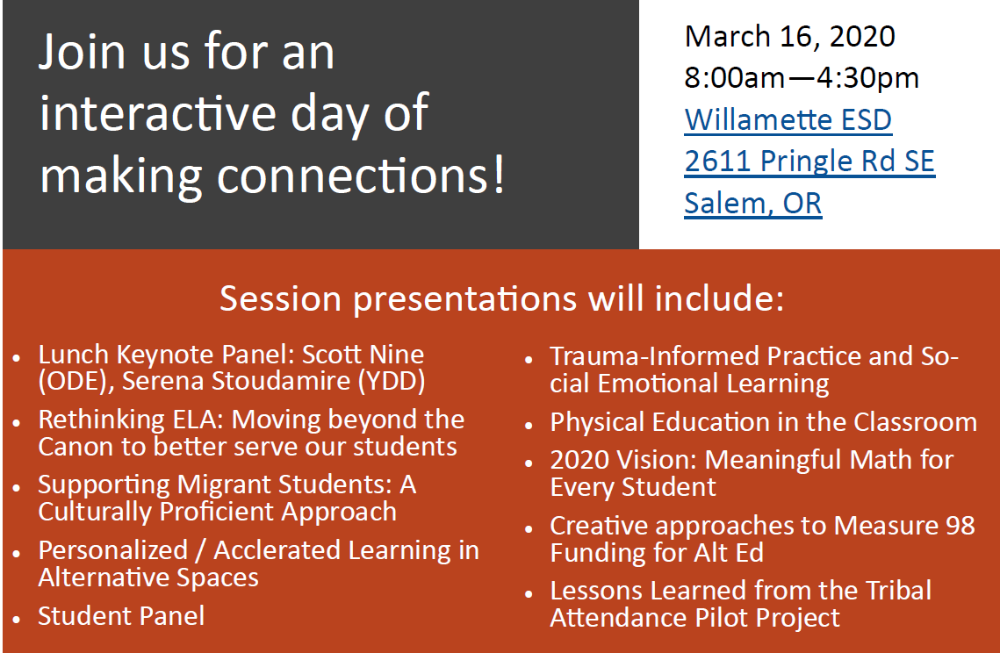 Join us for an
interactive day of
making connections!
March 16, 2020
8:00am—4:30pm
Willamette ESD
2611 Pringle Rd SE
Salem, OR
Session presentations will include:
• Lunch Keynote Panel: Scott Nine
(ODE), Serena Stoudamire (YDD)
• Rethinking ELA: Moving beyond the
Canon to better serve our students
• Supporting Migrant Students: A
Culturally Proficient Approach
• Personalized / Acclerated Learning in
Alternative Spaces
• Student Panel
• Trauma-Informed Practice and So-
cial Emotional Learning
• Physical Education in the Classroom
• 2020 Vision: Meaningful Math for
Every Student
• Creative approaches to Measure 98
Funding for Alt Ed
• Lessons Learned from the Tribal
Attendance Pilot Project